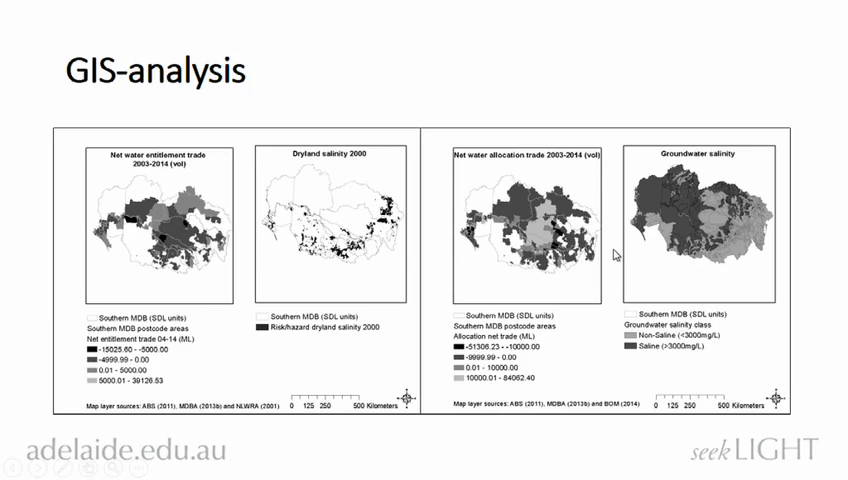 GIS-analysis
Net water entitlement trade
2003-2014 (vol)
Dryland salinity 2000
Southern MDB (SDL units)
Southern MDB postcode areas
Net entitlement trade 04-14 (ML)
-15025.60 - -5000.00
-4999.99 - 0.00
0.01 - 5000.00
5000.01 - 39126.53
Southern MDB (SDL units)
Risk/hazard dryland salinity 2000
Map layer sources: ABS (2011), MDBA (2013b) and NLWRA (2001)
0 125 250 500 Kilometers
Net water allocation trade 2003-2014 (vol)
Groundwater salinity
Southern MDB (SDL units)
Southern MDB postcode areas
Allocation net trade (ML)
-51306.23 - -10000.00
-9999.99 - 0.00
0.01 - 10000.00
10000.01 - 84062.40
Southern MDB (SDL units)
Groundwater salinity class
Non-Saline (<3000mg/L)
Saline (>3000mg/L)
Map layer sources: ABS (2011), MDBA (2013b) and BOM (2014)
0 125 250 500 Kilometers
adelaide.edu.au
seek LIGHT